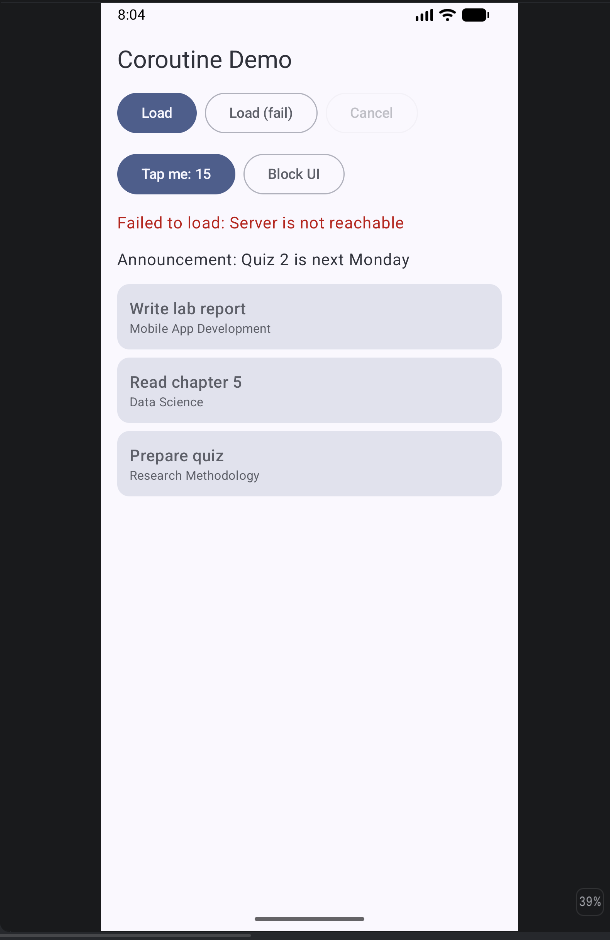 8:04
Coroutine Demo
Load Load (fail) Cancel
Tap me: 15 Block UI
Failed to load: Server is not reachable
Announcement: Quiz 2 is next Monday
Write lab report
Mobile App Development
Read chapter 5
Data Science
Prepare quiz
Research Methodology
39%